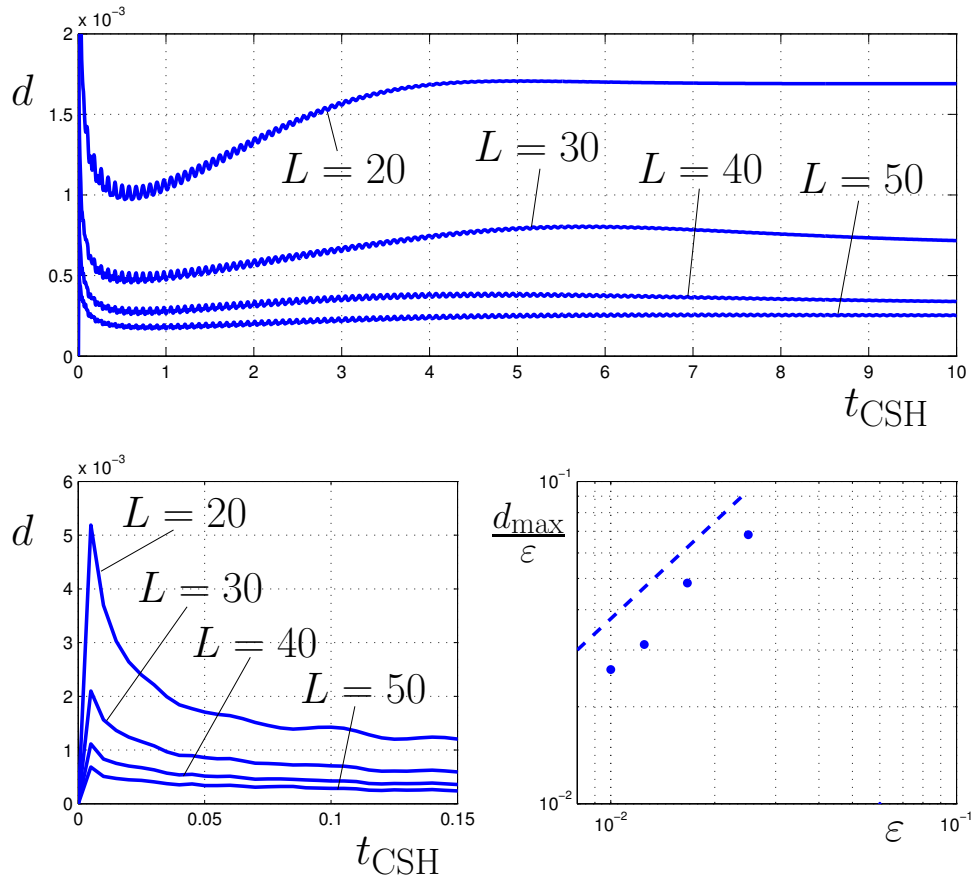 x 10⁻³
2
1.5
1
0.5
0
d
L = 20
L = 30
L = 40
L = 50
0 1 2 3 4 5 6 7 8 9 10
t_CSH
x 10⁻³
6
5
4
3
2
1
0
d
L = 20
L = 30
L = 40
L = 50
0 0.05 0.1 0.15
t_CSH
10⁻¹
d_max
ε
10⁻²
10⁻² 10⁻¹
ε